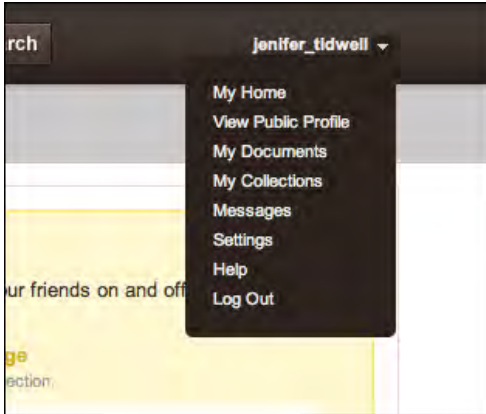 rch
jenifer_tidwell
My Home
View Public Profile
My Documents
My Collections
Messages
Settings
Help
Log Out
ur friends on and off
ge
ection